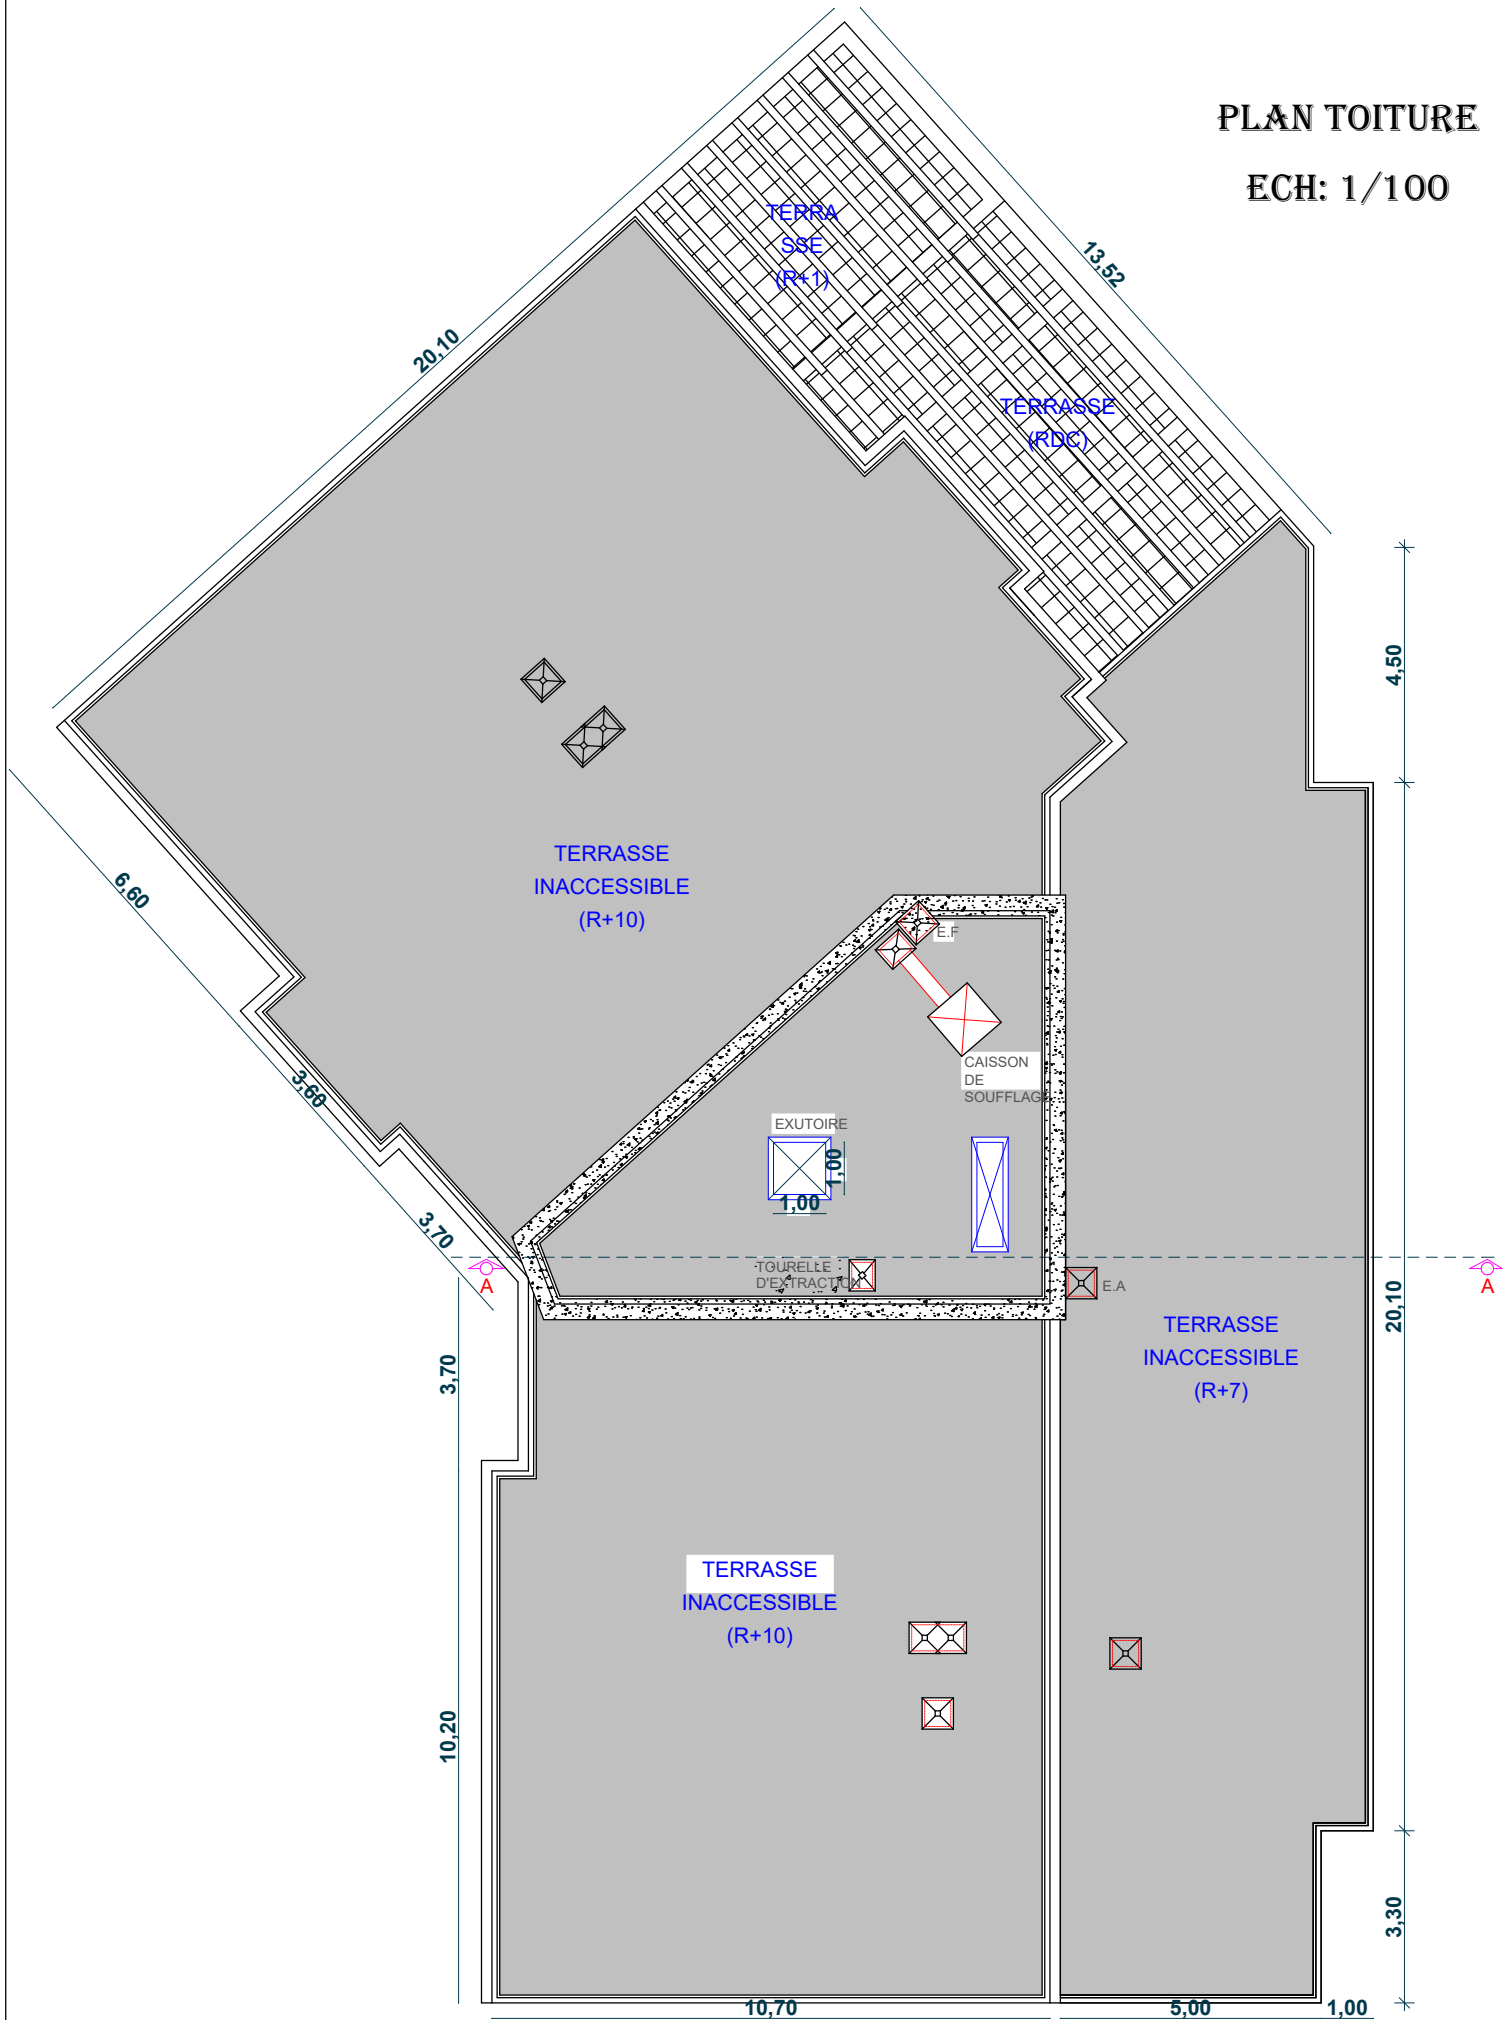 PLAN TOITURE
ECH: 1/100
TERRA
SSE
(R+1)
13,52
20,10
TERRASSE
(RDC)
4,50
TERRASSE
INACCESSIBLE
(R+10)
6,60
E.F
CAISSON
DE
SOUFFLAGE
3,60
EXUTOIRE
1,00
1,00
3,70
TOURELLE
D'EXTRACTION
A
E.A
A
20,10
TERRASSE
INACCESSIBLE
(R+7)
3,70
TERRASSE
INACCESSIBLE
(R+10)
10,20
3,30
10,70
5,00
1,00